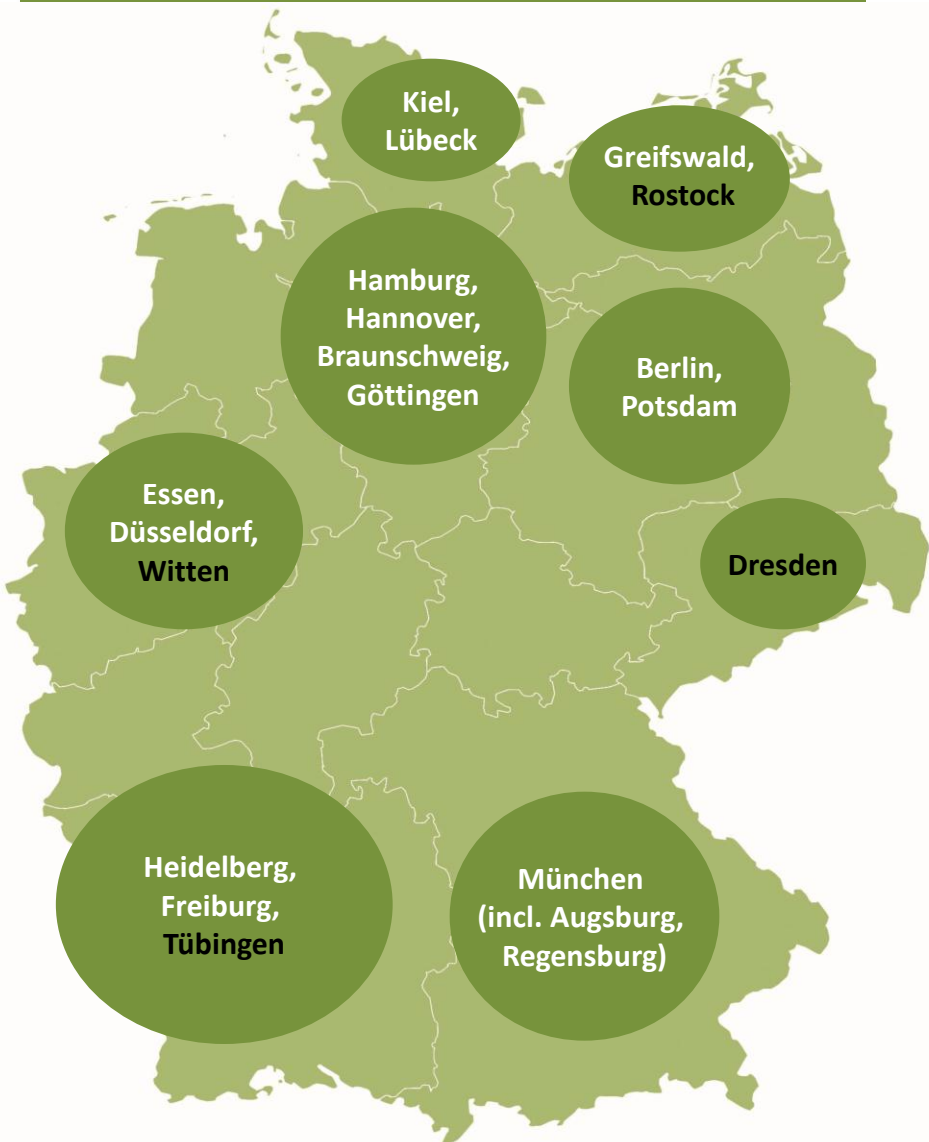 Kiel,
Lübeck
Greifswald,
Rostock
Hamburg,
Hannover,
Braunschweig,
Göttingen
Berlin,
Potsdam
Essen,
Düsseldorf,
Witten
Dresden
Heidelberg,
Freiburg,
Tübingen
München
(incl. Augsburg,
Regensburg)